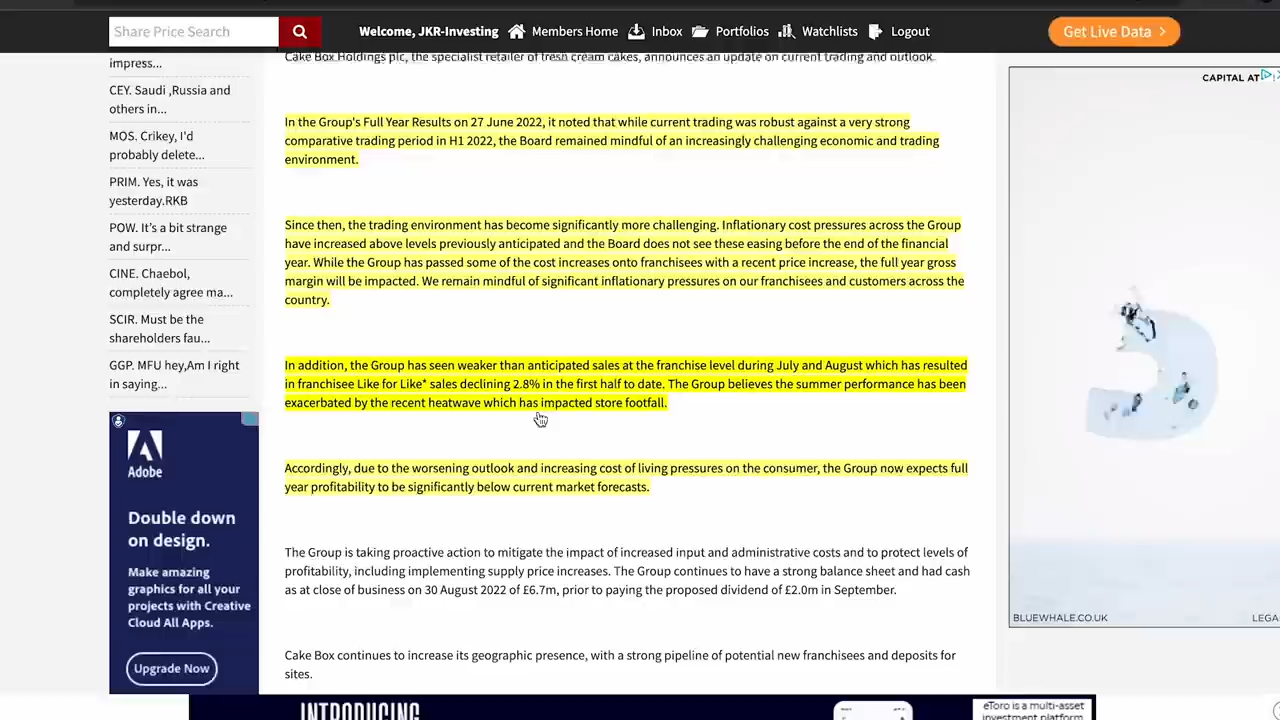 Share Price Search
Welcome, JKR-Investing
Members Home
Inbox
Portfolios
Watchlists
Logout
Get Live Data >
impress...
CEY. Saudi ,Russia and
others in...
MOS. Crikey, I'd
probably delete...
PRIM. Yes, it was
yesterday.RKB
POW. It's a bit strange
and surpr...
CINE. Chaebol,
completely agree ma...
SCIR. Must be the
shareholders fau...
GGP. MFU hey,Am I right
in saying...
Adobe
Double down
on design.
Make amazing
graphics for all your
projects with Creative
Cloud All Apps.
Upgrade Now
Cake Box Holdings plc, the specialist retailer of fresh cream cakes, announces an update on current trading and outlook.
In the Group's Full Year Results on 27 June 2022, it noted that while current trading was robust against a very strong
comparative trading period in H1 2022, the Board remained mindful of an increasingly challenging economic and trading
environment.
Since then, the trading environment has become significantly more challenging. Inflationary cost pressures across the Group
have increased above levels previously anticipated and the Board does not see these easing before the end of the financial
year. While the Group has passed some of the cost increases onto franchisees with a recent price increase, the full year gross
margin will be impacted. We remain mindful of significant inflationary pressures on our franchisees and customers across the
country.
In addition, the Group has seen weaker than anticipated sales at the franchise level during July and August which has resulted
in franchisee Like for Like* sales declining 2.8% in the first half to date. The Group believes the summer performance has been
exacerbated by the recent heatwave which has impacted store footfall.
Accordingly, due to the worsening outlook and increasing cost of living pressures on the consumer, the Group now expects full
year profitability to be significantly below current market forecasts.
The Group is taking proactive action to mitigate the impact of increased input and administrative costs and to protect levels of
profitability, including implementing supply price increases. The Group continues to have a strong balance sheet and had cash
as at close of business on 30 August 2022 of £6.7m, prior to paying the proposed dividend of £2.0m in September.
Cake Box continues to increase its geographic presence, with a strong pipeline of potential new franchisees and deposits for
sites.
CAPITAL AT
BLUEWHALE.CO.UK
LEGA
INTRODUCING
eToro is a multi-asset
investment platform